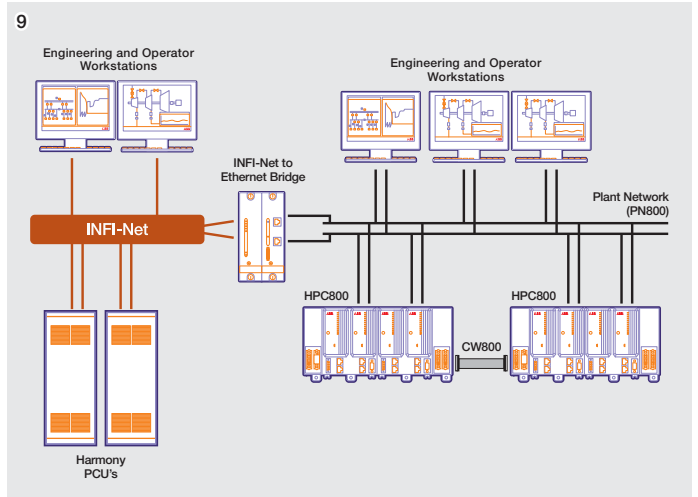 9
Engineering and Operator
Workstations
Engineering and Operator
Workstations
INFI-Net to
Ethernet Bridge
Plant Network
(PN800)
INFI-Net
HPC800
HPC800
CW800
Harmony
PCU's